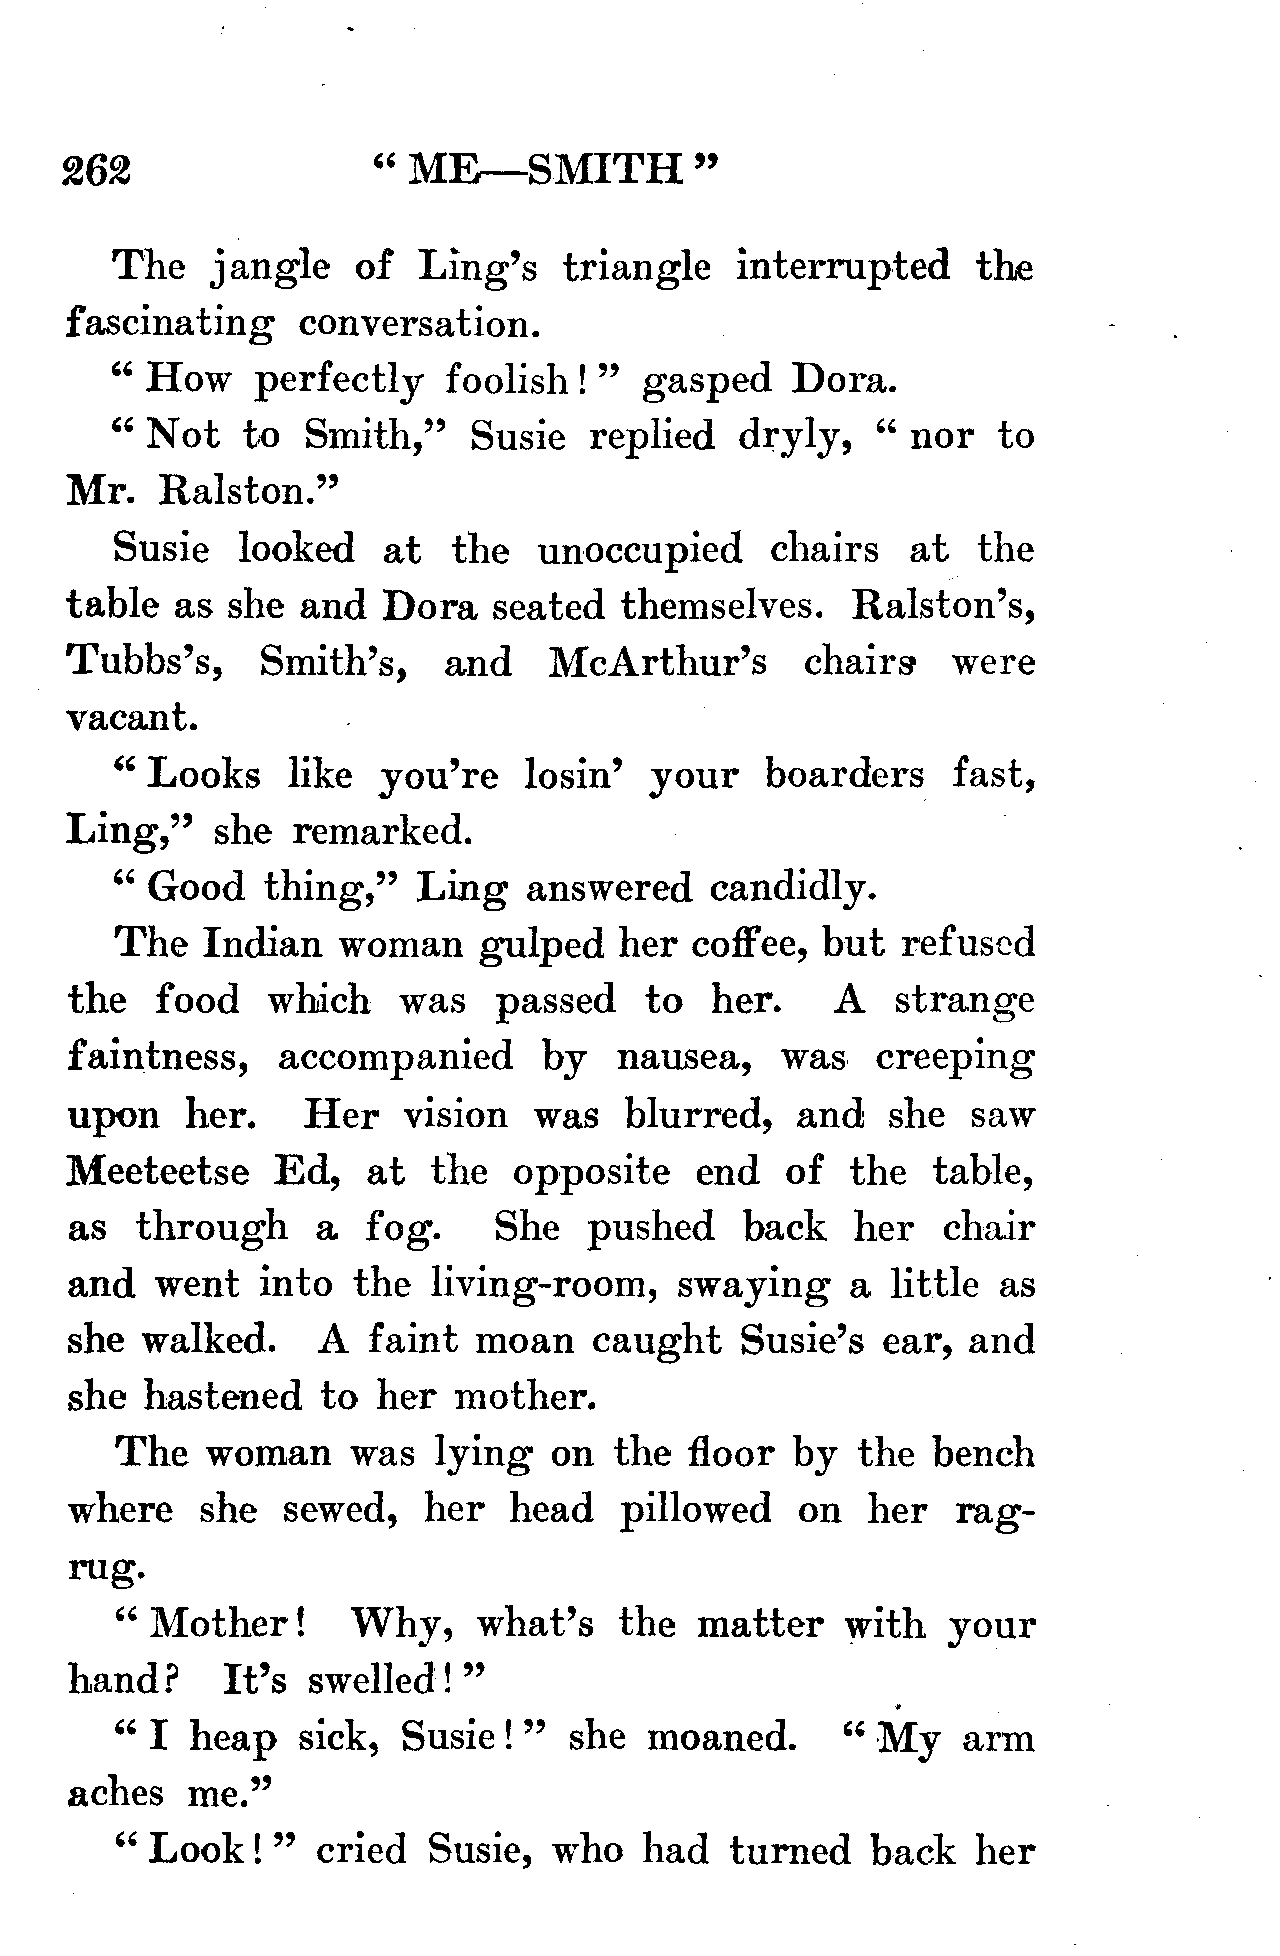 262 “ ME—SMITH ”
The jangle of Ling’s triangle interrupted the
fascinating conversation.
“ How perfectly foolish! ” gasped Dora.
“ Not to Smith,” Susie replied dryly, “ nor to
Mr. Ralston.”
Susie looked at the unoccupied chairs at the
table as she and Dora seated themselves. Ralston’s,
Tubbs’s, Smith’s, and McArthur’s chairs were
vacant.
“ Looks like you’re losin’ your boarders fast,
Ling,” she remarked.
“ Good thing,” Ling answered candidly.
The Indian woman gulped her coffee, but refused
the food which was passed to her. A strange
faintness, accompanied by nausea, was creeping
upon her. Her vision was blurred, and she saw
Meeteetse Ed, at the opposite end of the table,
as through a fog. She pushed back her chair
and went into the living-room, swaying a little as
she walked. A faint moan caught Susie’s ear, and
she hastened to her mother.
The woman was lying on the floor by the bench
where she sewed, her head pillowed on her rag-
rug.
“ Mother! Why, what’s the matter with your
hand? It’s swelled! ”
“ I heap sick, Susie! ” she moaned. “ My arm
aches me.”
“ Look! ” cried Susie, who had turned back her